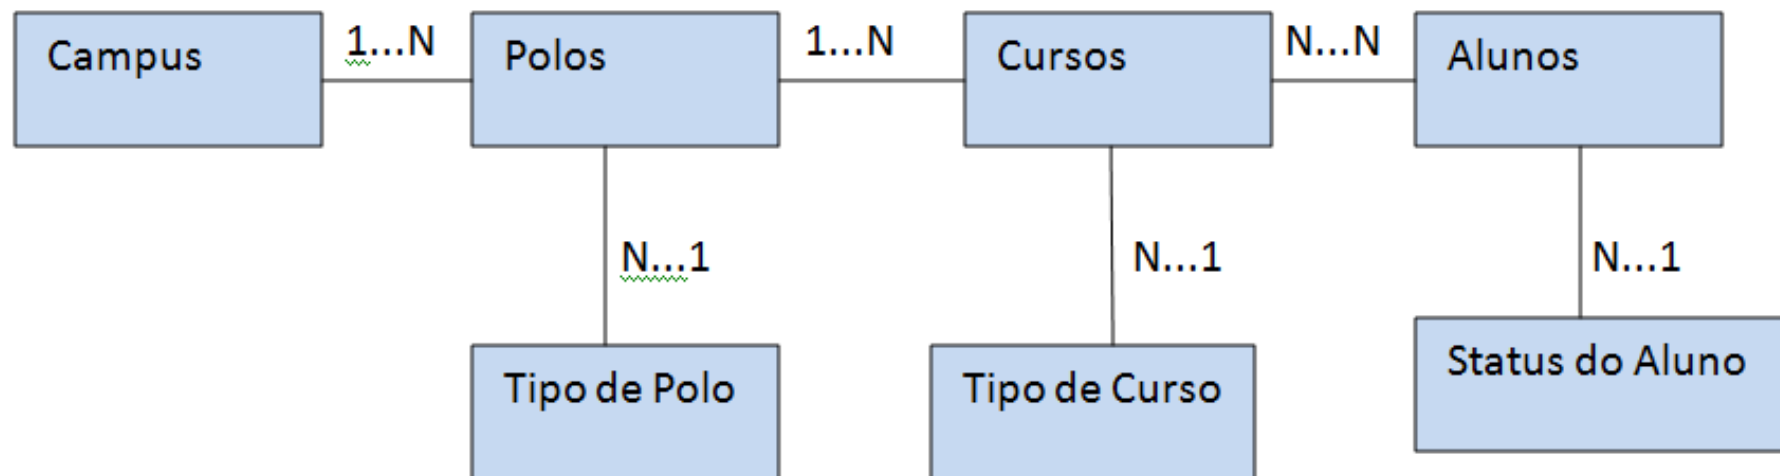 Campus
1...N
Polos
1...N
Cursos
N...N
Alunos
N...1
N...1
N...1
Tipo de Polo
Tipo de Curso
Status do Aluno